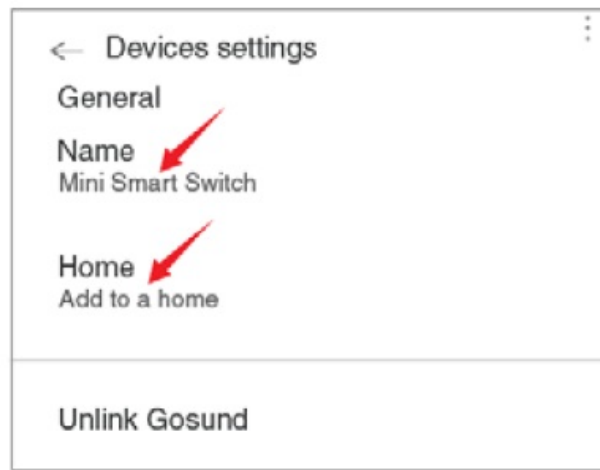 Devices settings
General
Name
Mini Smart Switch
Home
Add to a home
Unlink Gosund